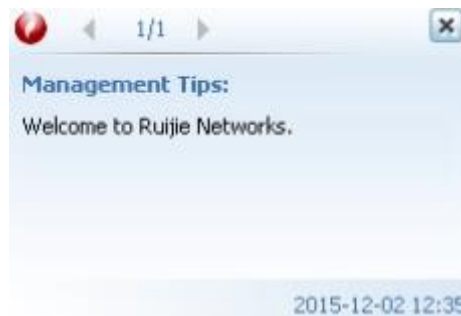 1/1
Management Tips:
Welcome to Ruijie Networks.
2015-12-02 12:35